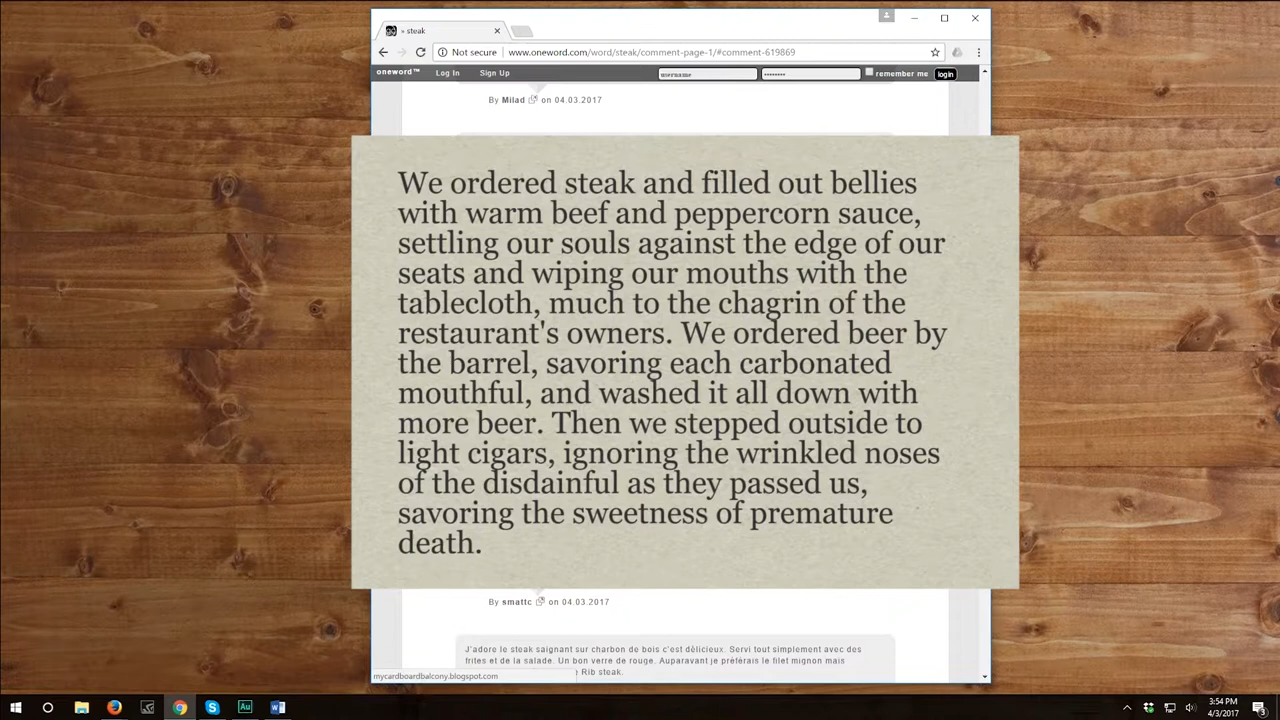 » steak
Not secure
www.oneword.com/word/steak/comment-page-1/#comment-619869
oneword™
Log In
Sign Up
username
••••••••
remember me
login
By Milad on 04.03.2017
We ordered steak and filled out bellies
with warm beef and peppercorn sauce,
settling our souls against the edge of our
seats and wiping our mouths with the
tablecloth, much to the chagrin of the
restaurant's owners. We ordered beer by
the barrel, savoring each carbonated
mouthful, and washed it all down with
more beer. Then we stepped outside to
light cigars, ignoring the wrinkled noses
of the disdainful as they passed us,
savoring the sweetness of premature
death.
By smattc on 04.03.2017
J'adore le steak saignant sur charbon de bois c'est délicieux. Servi tout simplement avec des
frites et de la salade. Un bon verre de rouge. Auparavant je préférais le filet mignon mais
Rib steak.
mycardboardbalcony.blogspot.com
Au
3:54 PM
4/3/2017
3